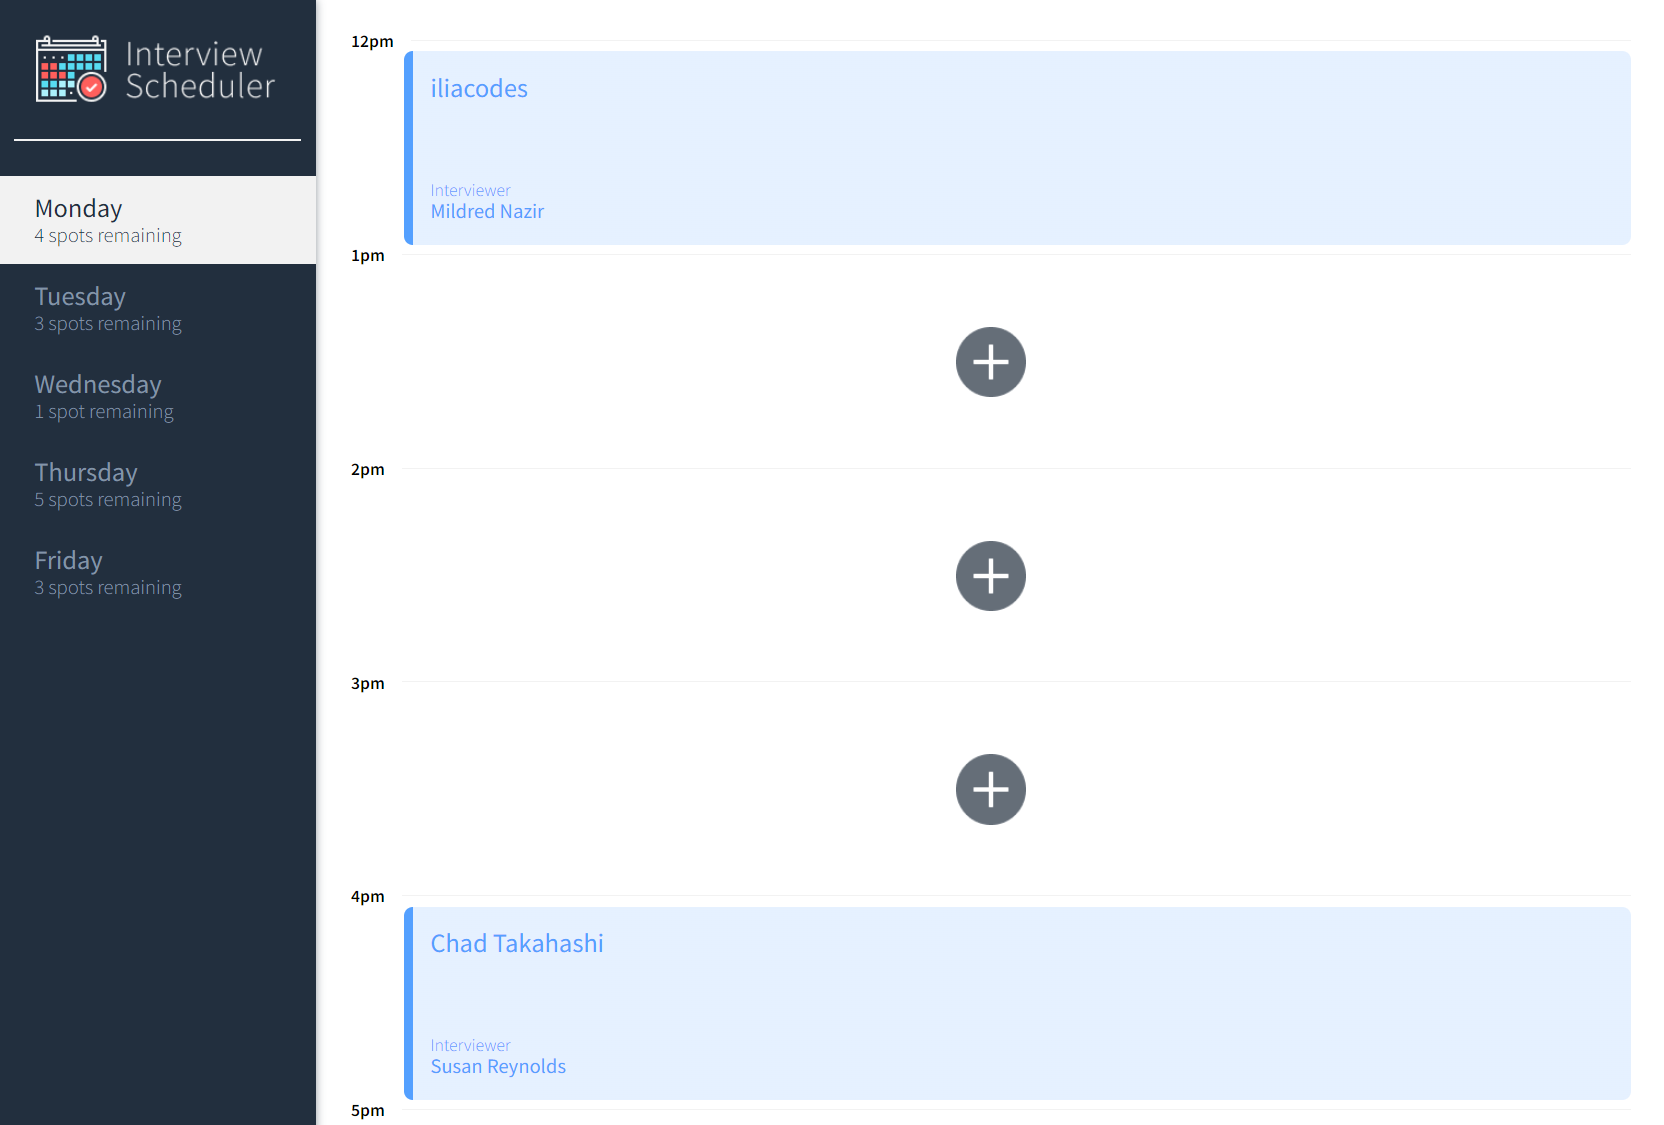 Interview
Scheduler
Monday
4 spots remaining
Tuesday
3 spots remaining
Wednesday
1 spot remaining
Thursday
5 spots remaining
Friday
3 spots remaining
12pm
iliacodes
Interviewer
Mildred Nazir
1pm
2pm
3pm
4pm
Chad Takahashi
Interviewer
Susan Reynolds
5pm